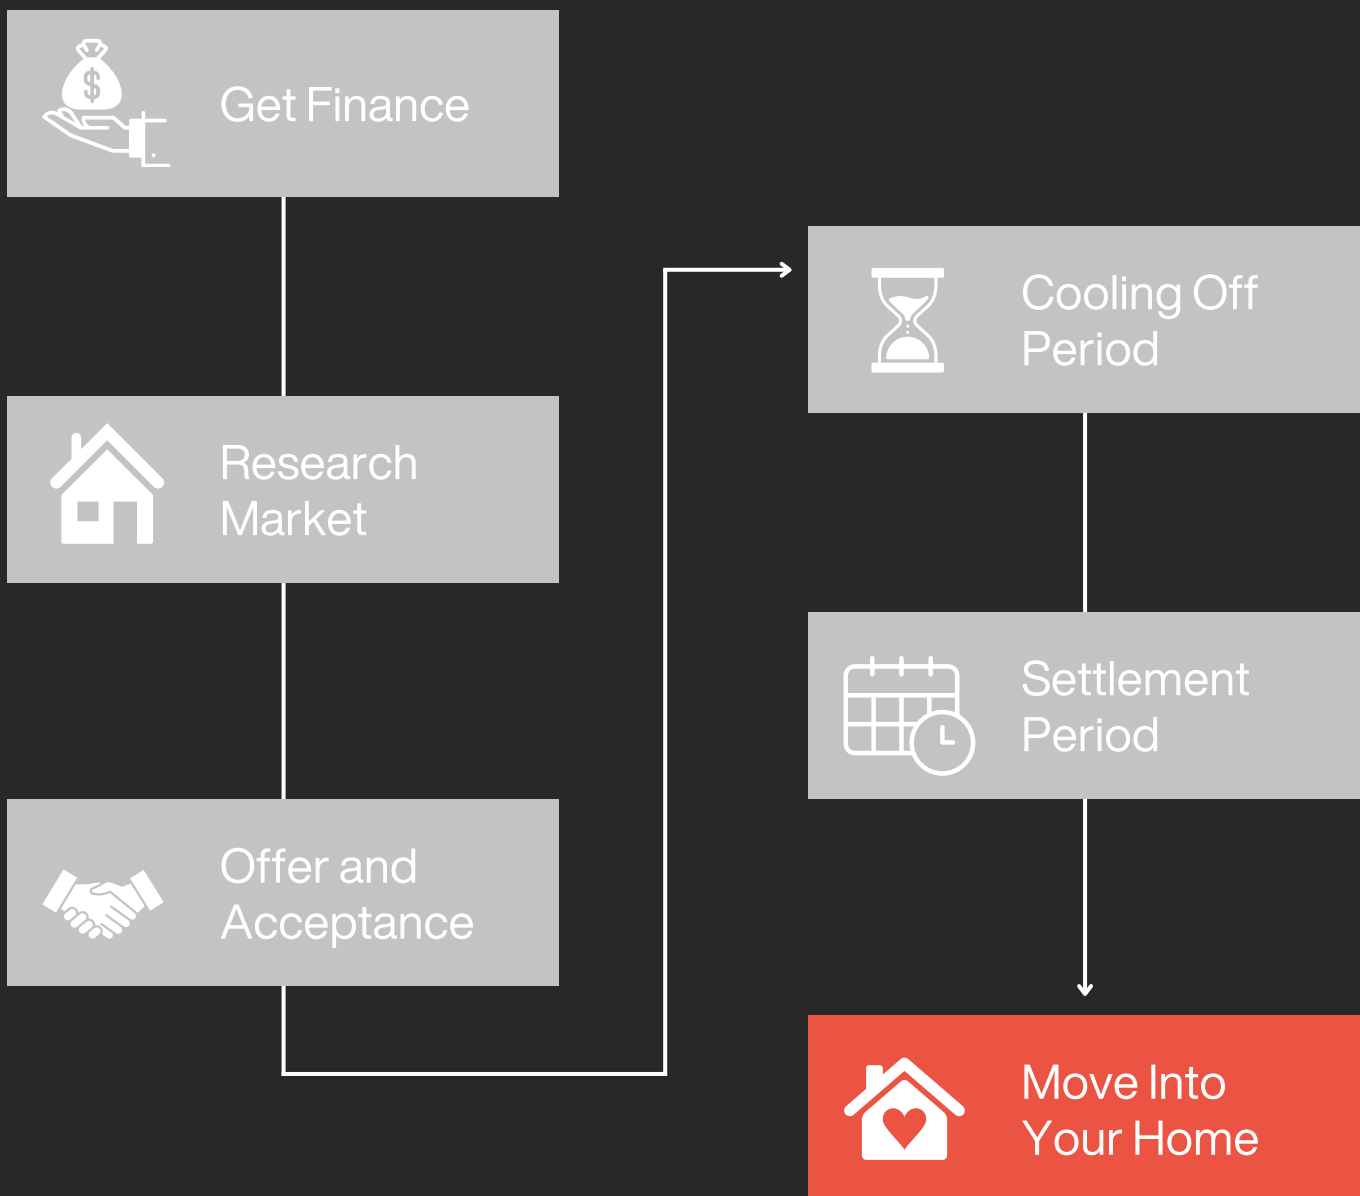 Get Finance
Research
Market
Offer and
Acceptance
Cooling Off
Period
Settlement
Period
Move Into
Your Home